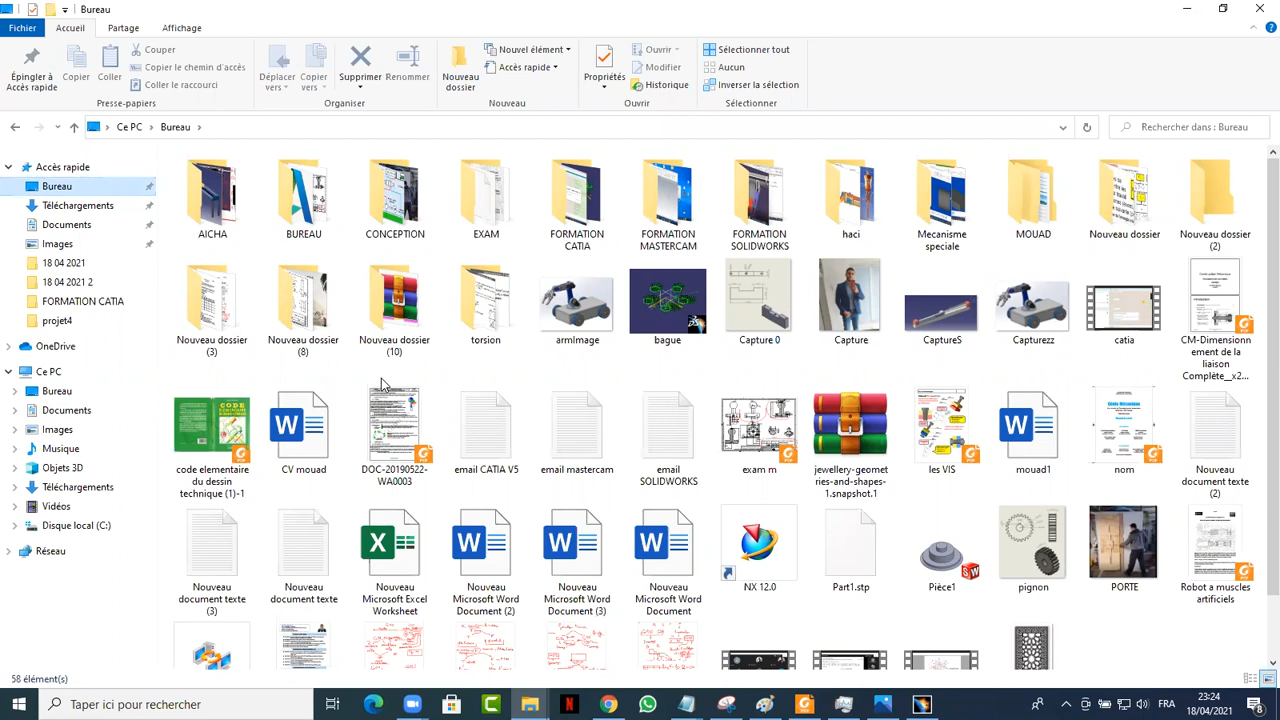 Bureau
Fichier
Accueil
Partage
Affichage
Épingler à
Accès rapide
Copier
Coller
Couper
Copier le chemin d'accès
Coller le raccourci
Presse-papiers
Déplacer
vers
Copier
vers
Supprimer
Renommer
Organiser
Nouveau
dossier
Nouvel élément
Accès rapide
Nouveau
Propriétés
Ouvrir
Modifier
Historique
Ouvrir
Sélectionner tout
Aucun
Inverser la sélection
Sélectionner
Ce PC
Bureau
Rechercher dans : Bureau
Accès rapide
Bureau
Téléchargements
Documents
Images
18 04 2021
18 04 2021 2
FORMATION CATIA
projet4
OneDrive
Ce PC
Bureau
Documents
Images
Musique
Objets 3D
Téléchargements
Vidéos
Disque local (C:)
Réseau
AICHA
BUREAU
CONCEPTION
EXAM
FORMATION
CATIA
FORMATION
MASTERCAM
FORMATION
SOLIDWORKS
haci
Mecanisme
speciale
MOUAD
Nouveau dossier
Nouveau dossier
(2)
Nouveau dossier
(3)
Nouveau dossier
(8)
Nouveau dossier
(10)
torsion
armImage
bague
Capture 0
Capture
CaptureS
Capturezz
catia
CM-Dimensionn
ement de la
liaison
Complète__x2...
code elementaire
du dessin
technique (1)-1
CV mouad
DOC-20190522-
WA0003
email CATIA V5
email mastercam
email
SOLIDWORKS
exam m
jewellery-geomet
ries-and-shapes-
1.snapshot.1
les VIS
mouad1
nom
Nouveau
document texte
(2)
Nouveau
document texte
(3)
Nouveau
document texte
Nouveau
Microsoft Excel
Worksheet
Nouveau
Microsoft Word
Document (2)
Nouveau
Microsoft Word
Document (3)
Nouveau
Microsoft Word
Document
NX 12.0
Part1.stp
Pièce1
pignon
PORTE
Robot a muscles
artificiels
58 élément(s)
Taper ici pour rechercher
FRA
23:24
18/04/2021
8